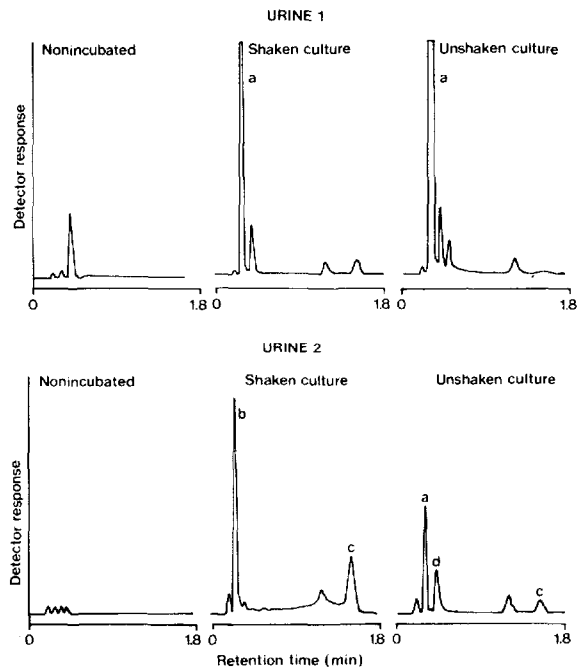 URINE 1
Nonincubated
Shaken culture
Unshaken culture
a
a
Detector response
0
1.8
0
1.8
0
1.8
URINE 2
Nonincubated
Shaken culture
Unshaken culture
b
c
a
d
c
Detector response
0
1.8
0
1.8
0
1.8
Retention time (min)